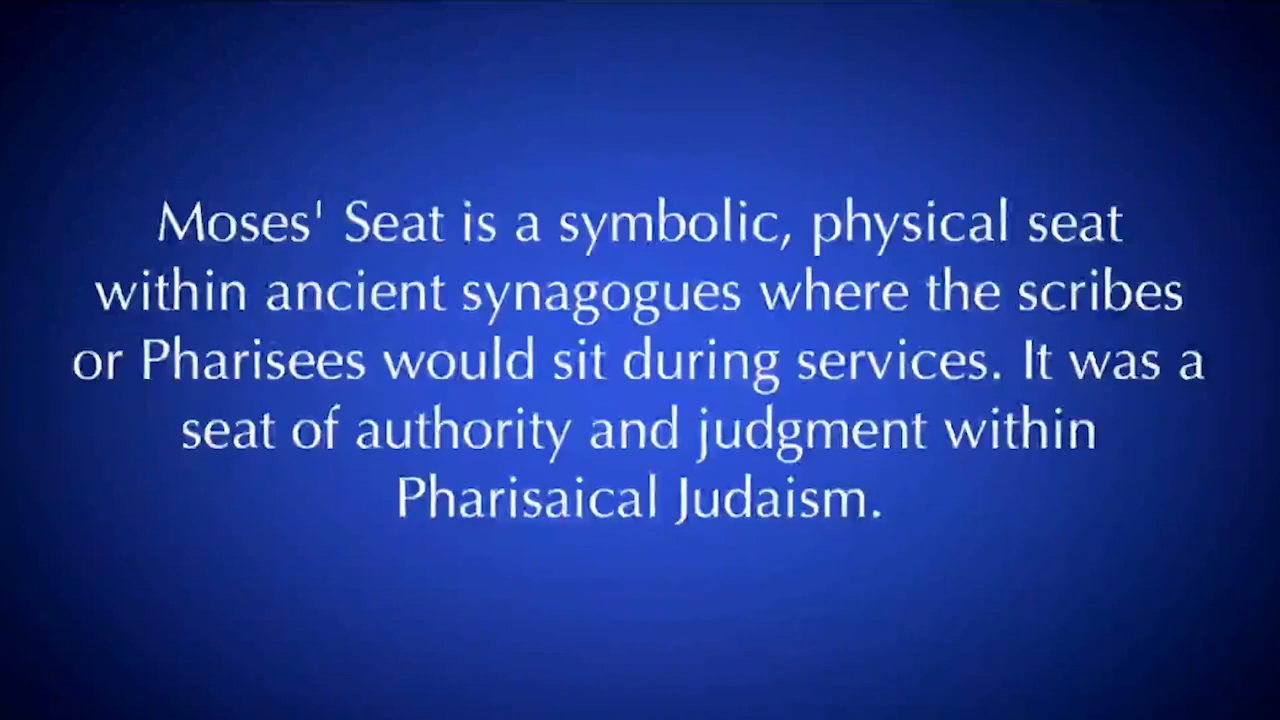 Moses' Seat is a symbolic, physical seat
within ancient synagogues where the scribes
or Pharisees would sit during services. It was a
seat of authority and judgment within
Pharisaical Judaism.